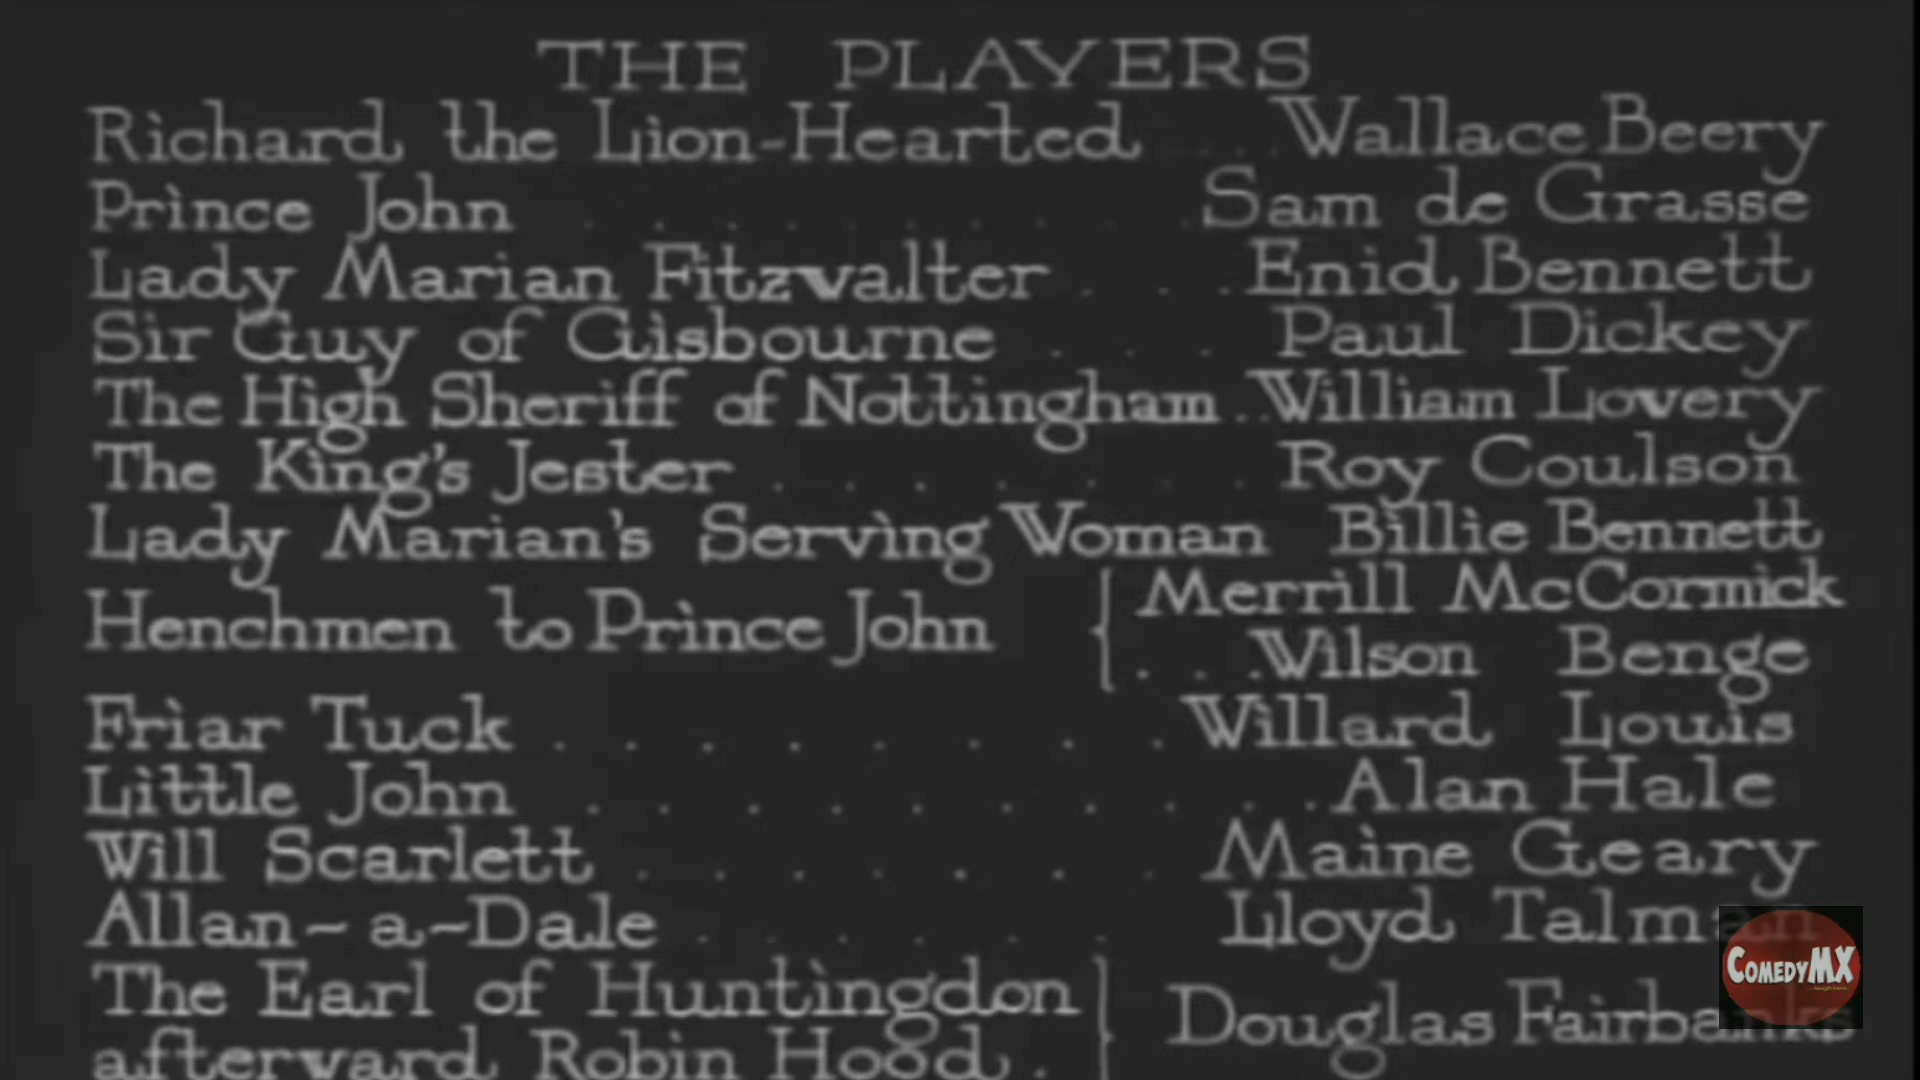 THE PLAYERS
Richard the Lion-Hearted . . . Wallace Beery
Prince John . . . . . . . . . Sam de Grasse
Lady Marian Fitzwalter . . . Enid Bennett
Sir Guy of Gisbourne . . . Paul Dickey
The High Sheriff of Nottingham . . William Lowery
The King's Jester . . . . . . . Roy Coulson
Lady Marian's Serving Woman Billie Bennett
Henchmen to Prince John { Merrill McCormick
. . . Wilson Benge
Friar Tuck . . . . . . . . Willard Louis
Little John . . . . . . . . . . Alan Hale
Will Scarlett . . . . . . . Maine Geary
Allan-a-Dale . . . . . . Lloyd Talman
The Earl of Huntingdon } Douglas Fairbanks
afterward Robin Hood .
COMEDYMX